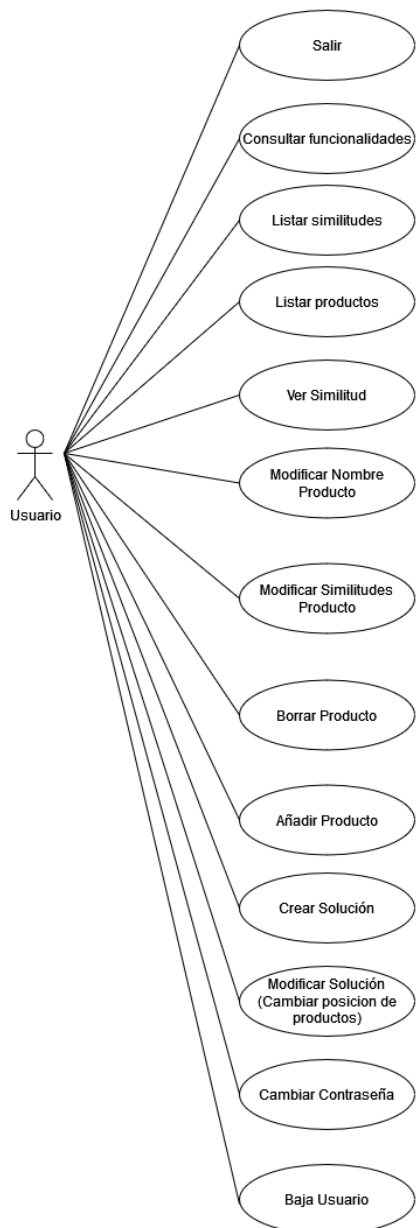 Salir
Consultar funcionalidades
Listar similitudes
Listar productos
Ver Similitud
Usuario
Modificar Nombre
Producto
Modificar Similitudes
Producto
Borrar Producto
Añadir Producto
Crear Solución
Modificar Solución
(Cambiar posicion de
productos)
Cambiar Contraseña
Baja Usuario